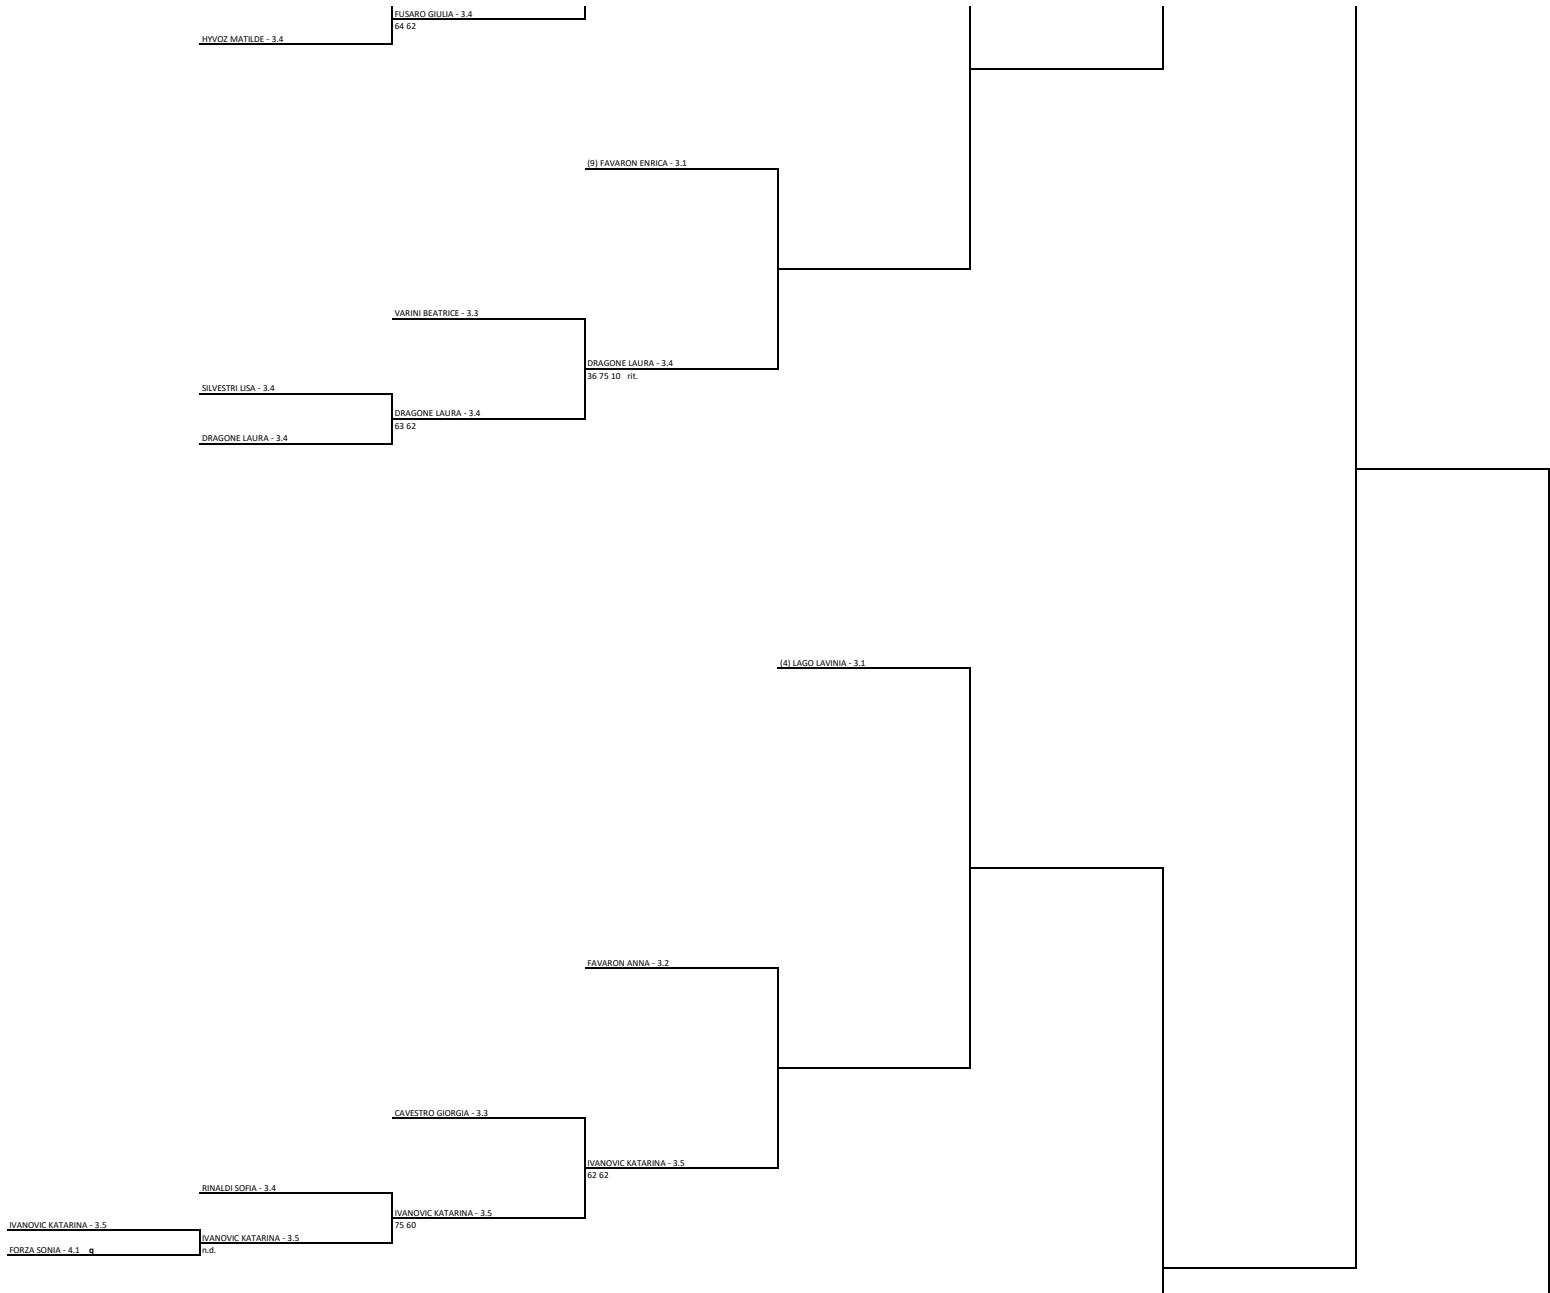 FUSARO GIULIA - 3.4
64 62
HYVOZ MATILDE - 3.4
(9) FAVARON ENRICA - 3.1
VARINI BEATRICE - 3.3
DRAGONE LAURA - 3.4
36 75 10 rit.
SILVESTRI LISA - 3.4
DRAGONE LAURA - 3.4
63 62
DRAGONE LAURA - 3.4
(4) LAGO LAVINIA - 3.1
FAVARON ANNA - 3.2
CAVESTRO GIORGIA - 3.3
IVANOVIC KATARINA - 3.5
62 62
RINALDI SOFIA - 3.4
IVANOVIC KATARINA - 3.5
75 60
IVANOVIC KATARINA - 3.5
IVANOVIC KATARINA - 3.5
n.d.
FORZA SONIA - 4.1 q